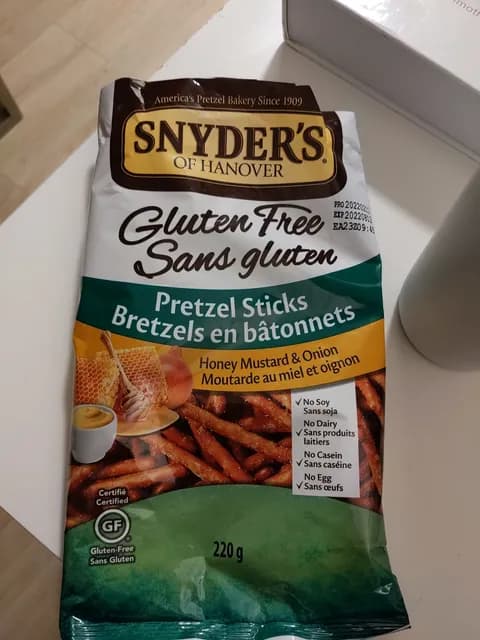 America's Pretzel Bakery Since 1909
SNYDER'S
OF HANOVER
Gluten Free
Sans gluten
Pretzel Sticks
Bretzels en bâtonnets
Honey Mustard & Onion
Moutarde au miel et oignon
✓ No Soy
Sans soja
No Dairy
✓ Sans produits
laitiers
No Casein
✓ Sans caséine
No Egg
✓ Sans œufs
Certifié
Certified
GF
Gluten-Free
Sans Gluten
220 g